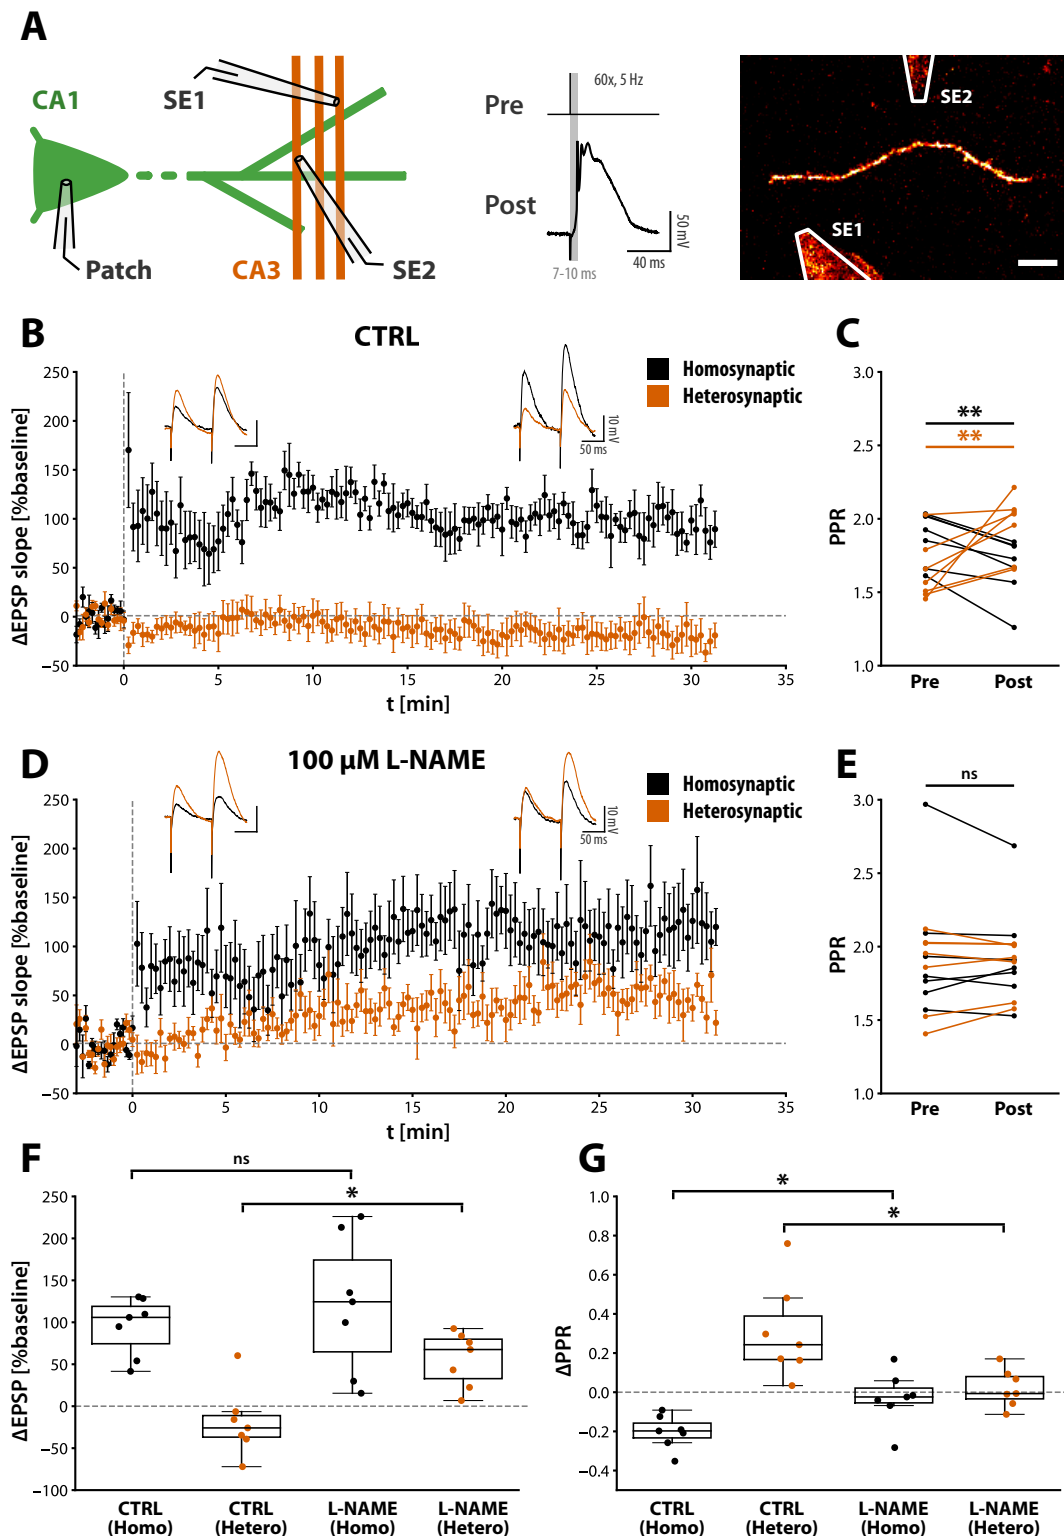 A
CA1
SE1
Patch
CA3
SE2
Pre
60x, 5 Hz
Post
50 mV
40 ms
7-10 ms
SE2
SE1
B
CTRL
Homosynaptic
Heterosynaptic
10 mV
50 ms
ΔEPSP slope [%baseline]
250
200
150
100
50
0
−50
0
5
10
15
20
25
30
35
t [min]
C
**
**
PPR
3.0
2.5
2.0
1.5
1.0
Pre
Post
D
100 µM L-NAME
Homosynaptic
Heterosynaptic
10 mV
50 ms
ΔEPSP slope [%baseline]
250
200
150
100
50
0
−50
0
5
10
15
20
25
30
35
t [min]
E
ns
PPR
3.0
2.5
2.0
1.5
1.0
Pre
Post
F
ns
*
ΔEPSP [%baseline]
250
200
150
100
50
0
−50
−100
CTRL
(Homo)
CTRL
(Hetero)
L-NAME
(Homo)
L-NAME
(Hetero)
G
*
*
ΔPPR
1.0
0.8
0.6
0.4
0.2
0.0
−0.2
−0.4
CTRL
(Homo)
CTRL
(Hetero)
L-NAME
(Homo)
L-NAME
(Hetero)